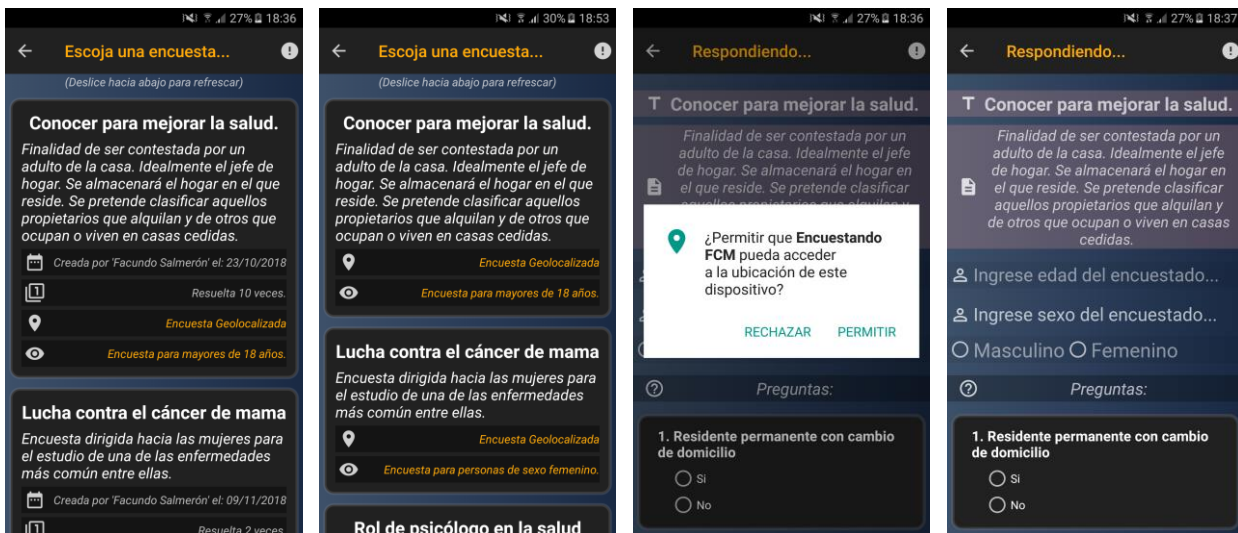 27% 18:36
Escoja una encuesta...
(Deslice hacia abajo para refrescar)
Conocer para mejorar la salud.
Finalidad de ser contestada por un
adulto de la casa. Idealmente el jefe de
hogar. Se almacenará el hogar en el que
reside. Se pretende clasificar aquellos
propietarios que alquilan y de otros que
ocupan o viven en casas cedidas.
Creada por 'Facundo Salmerón' el: 23/10/2018
1
Resuelta 10 veces.
Encuesta Geolocalizada
Encuesta para mayores de 18 años.
Lucha contra el cáncer de mama
Encuesta dirigida hacia las mujeres para
el estudio de una de las enfermedades
más común entre ellas.
Creada por 'Facundo Salmerón' el: 09/11/2018
Resuelta 2 veces.
30% 18:53
Escoja una encuesta...
(Deslice hacia abajo para refrescar)
Conocer para mejorar la salud.
Finalidad de ser contestada por un
adulto de la casa. Idealmente el jefe de
hogar. Se almacenará el hogar en el que
reside. Se pretende clasificar aquellos
propietarios que alquilan y de otros que
ocupan o viven en casas cedidas.
Encuesta Geolocalizada
Encuesta para mayores de 18 años.
Lucha contra el cáncer de mama
Encuesta dirigida hacia las mujeres para
el estudio de una de las enfermedades
más común entre ellas.
Encuesta Geolocalizada
Encuesta para personas de sexo femenino.
Rol de psicólogo en la salud
27% 18:36
Respondiendo...
Conocer para mejorar la salud.
Finalidad de ser contestada por un
adulto de la casa. Idealmente el jefe
de hogar. Se almacenará el hogar en
el que reside. Se pretende clasificar
aquellos propietarios que alquilan y
¿Permitir que Encuestando
FCM pueda acceder
a la ubicación de este
dispositivo?
RECHAZAR PERMITIR
Preguntas:
1. Residente permanente con cambio
de domicilio
Si
No
27% 18:37
Respondiendo...
Conocer para mejorar la salud.
Finalidad de ser contestada por un
adulto de la casa. Idealmente el jefe
de hogar. Se almacenará el hogar en
el que reside. Se pretende clasificar
aquellos propietarios que alquilan y
de otros que ocupan o viven en casas
cedidas.
Ingrese edad del encuestado...
Ingrese sexo del encuestado...
Masculino Femenino
Preguntas:
1. Residente permanente con cambio
de domicilio
Si
No